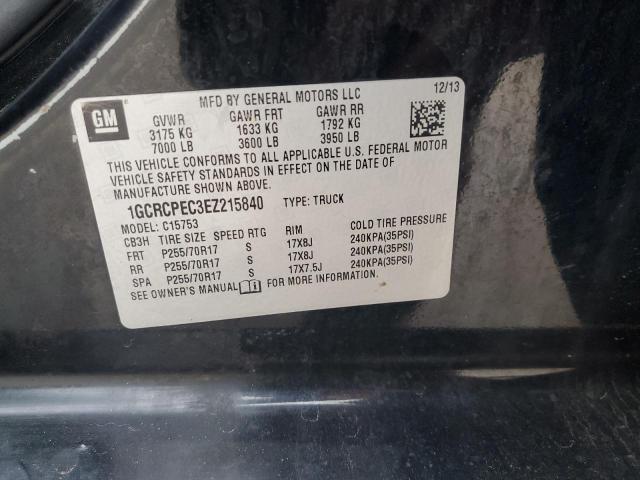 GM
MFD BY GENERAL MOTORS LLC 12/13
GVWR GAWR FRT GAWR RR
3175 KG 1633 KG 1792 KG
7000 LB 3600 LB 3950 LB
THIS VEHICLE CONFORMS TO ALL APPLICABLE U.S. FEDERAL MOTOR
VEHICLE SAFETY STANDARDS IN EFFECT ON THE DATE OF
MANUFACTURE SHOWN ABOVE.
1GCRCPEC3EZ215840 TYPE: TRUCK
MODEL: C15753
CB3H TIRE SIZE SPEED RTG RIM COLD TIRE PRESSURE
FRT P255/70R17 S 17X8J 240KPA(35PSI)
RR P255/70R17 S 17X8J 240KPA(35PSI)
SPA P255/70R17 S 17X7.5J 240KPA(35PSI)
SEE OWNER'S MANUAL FOR MORE INFORMATION.